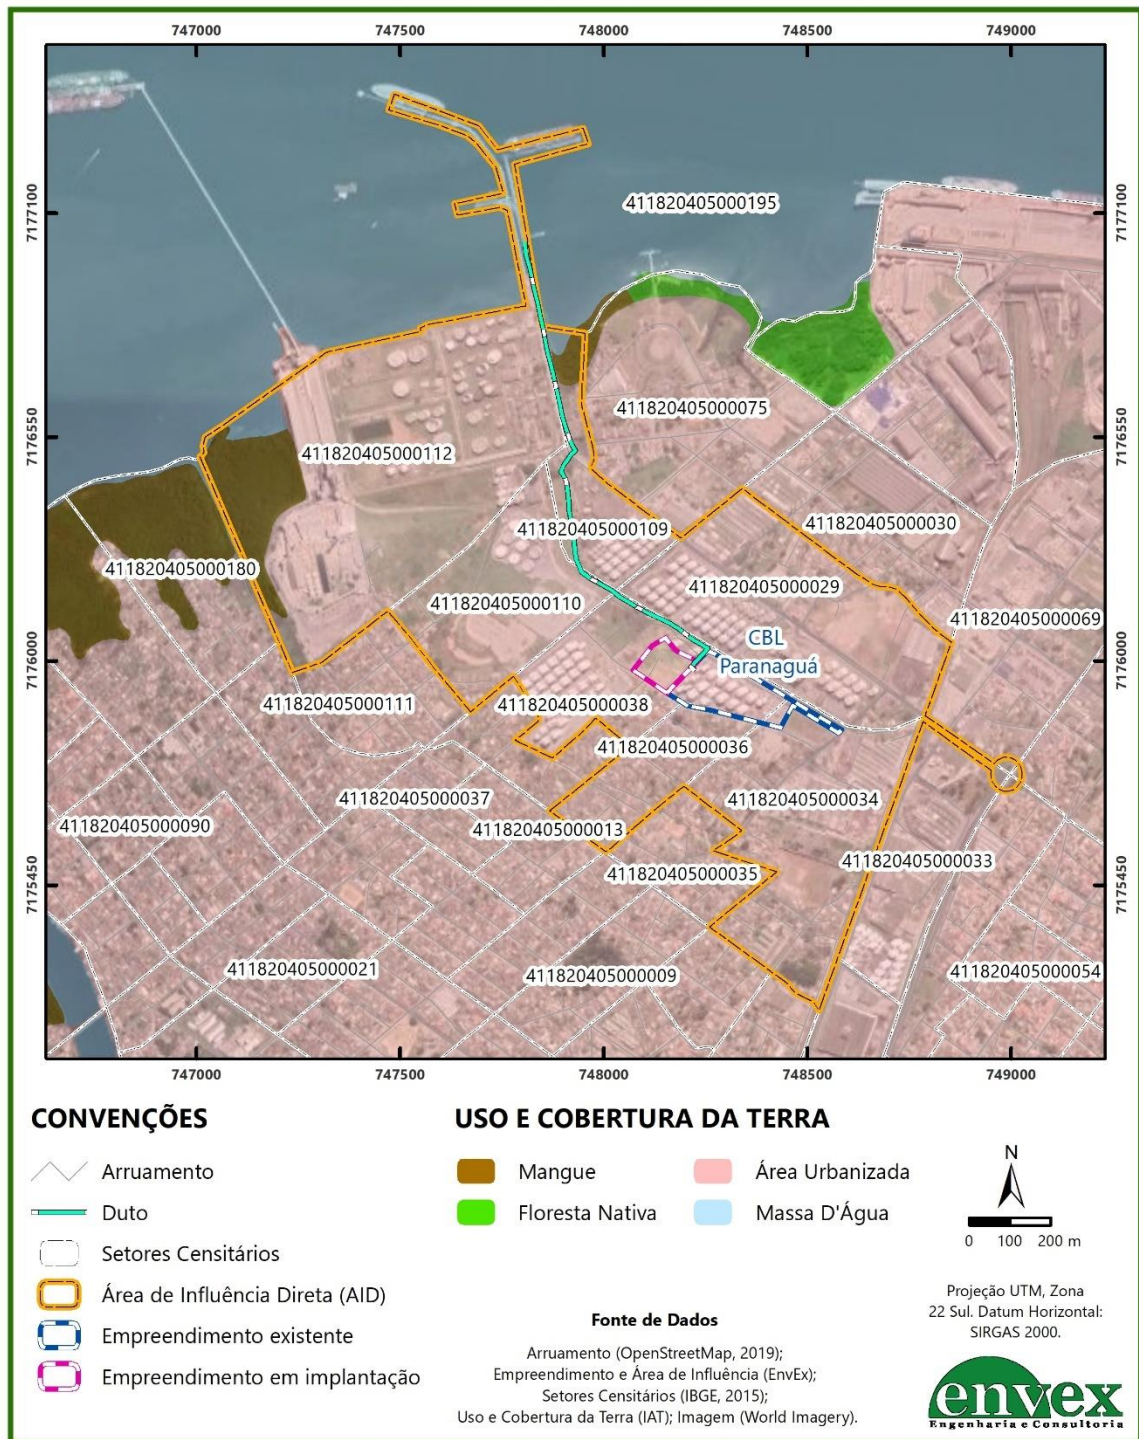 747000 747500 748000 748500 749000
7177100
7177100
411820405000195
411820405000075
7176550
7176550
411820405000112
411820405000030
411820405000109
411820405000180
411820405000029
411820405000110
411820405000069
CBL
Paranaguá
7176000
7176000
411820405000111
411820405000038
411820405000036
411820405000037
411820405000034
411820405000090
411820405000013
411820405000033
411820405000035
7175450
7175450
411820405000021
411820405000009
411820405000054
747000 747500 748000 748500 749000
CONVENÇÕES
Arruamento
Duto
Setores Censitários
Área de Influência Direta (AID)
Empreendimento existente
Empreendimento em implantação
USO E COBERTURA DA TERRA
Mangue
Área Urbanizada
Floresta Nativa
Massa D'Água
Fonte de Dados
Arruamento (OpenStreetMap, 2019);
Empreendimento e Área de Influência (EnvEx);
Setores Censitários (IBGE, 2015);
Uso e Cobertura da Terra (IAT); Imagem (World Imagery).
N
0 100 200 m
Projeção UTM, Zona
22 Sul. Datum Horizontal:
SIRGAS 2000.
envex
Engenharia e Consultoria